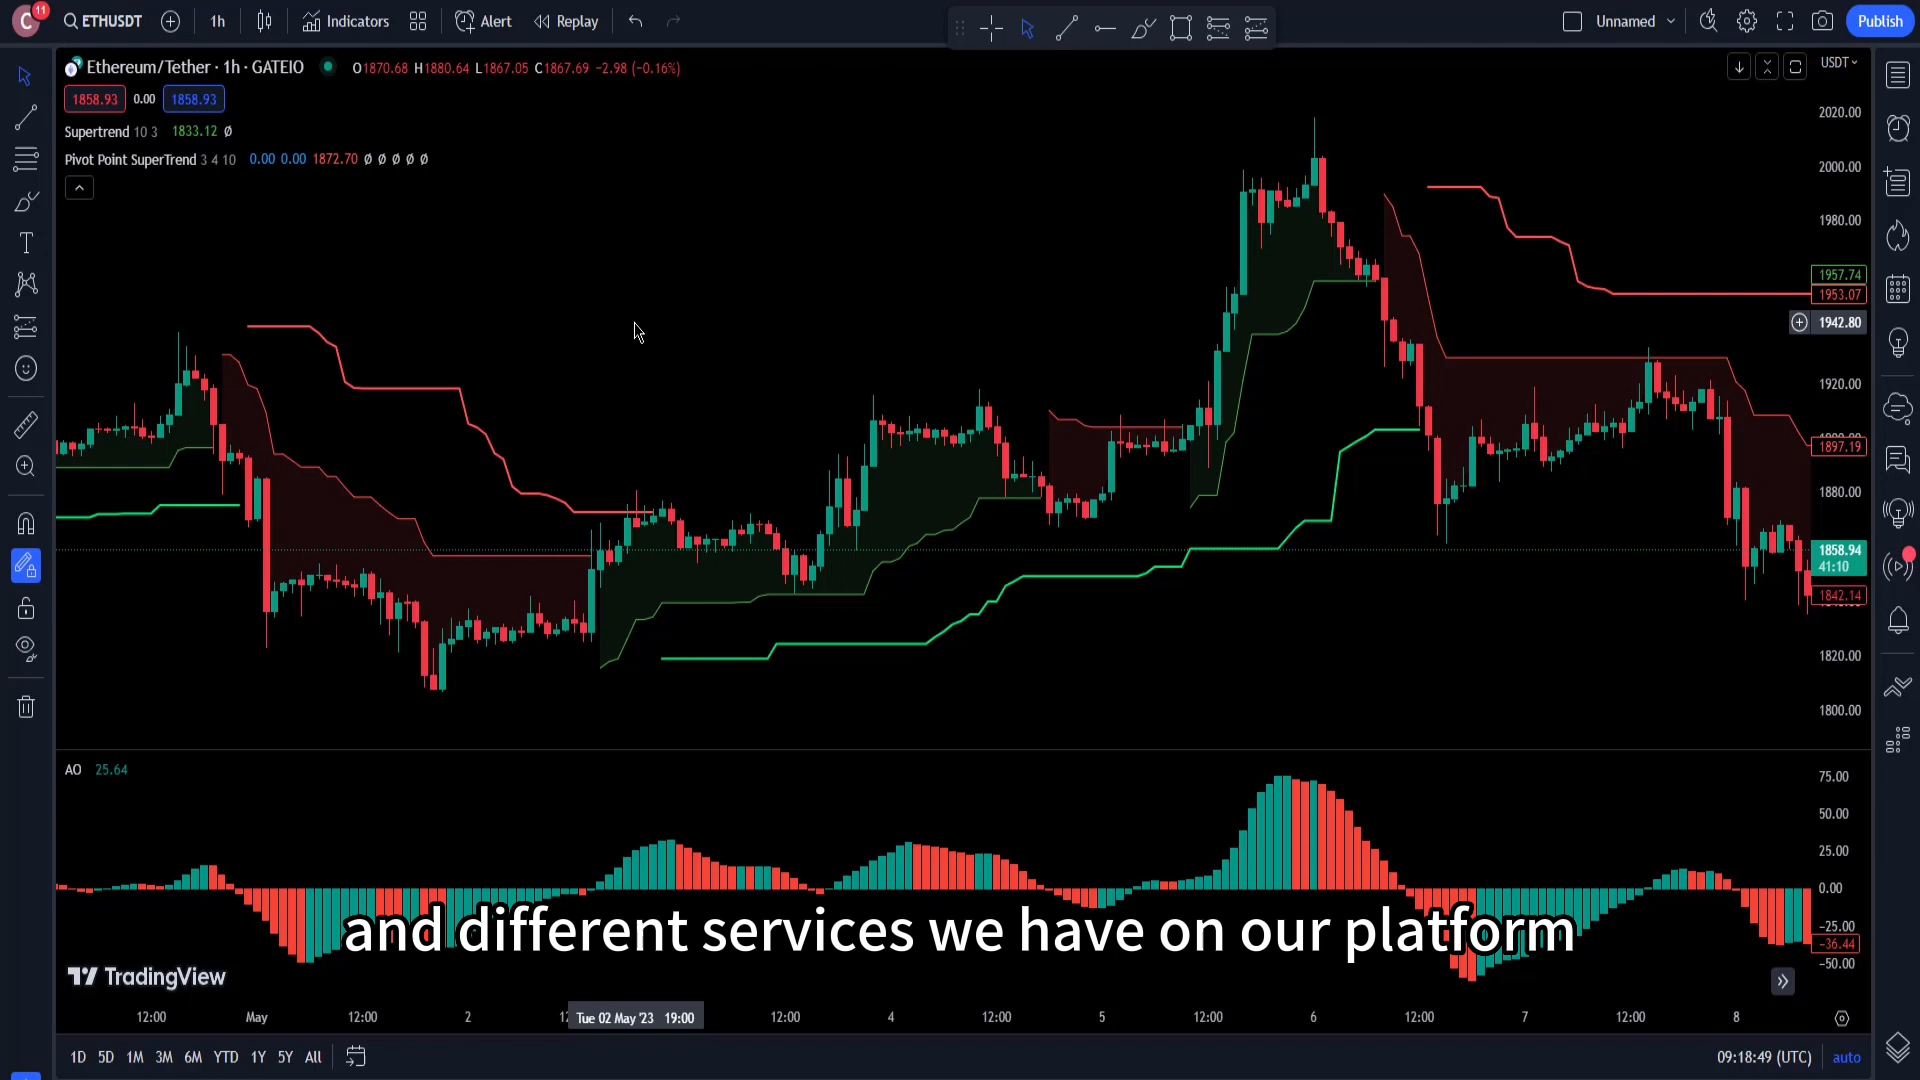 C 11 ETHUSDT 1h Indicators Alert Replay Unnamed Publish
Ethereum/Tether · 1h · GATEIO O1870.68 H1880.64 L1867.05 C1867.69 −2.98 (−0.16%)
USDT
1858.93 0.00 1858.93
Supertrend 10 3 1833.12 Ø
Pivot Point SuperTrend 3 4 10 0.00 0.00 1872.70 Ø Ø Ø Ø Ø
2020.00
2000.00
1980.00
1957.74
1953.07
1942.80
1920.00
1897.19
1880.00
1858.94
41:10
1842.14
1820.00
1800.00
AO 25.64
75.00
50.00
25.00
0.00
−25.00
−36.44
−50.00
and different services we have on our platform
TradingView
12:00 May 12:00 2 Tue 02 May '23 19:00 12:00 4 12:00 5 12:00 6 12:00 7 12:00 8
1D 5D 1M 3M 6M YTD 1Y 5Y All 09:18:49 (UTC) auto